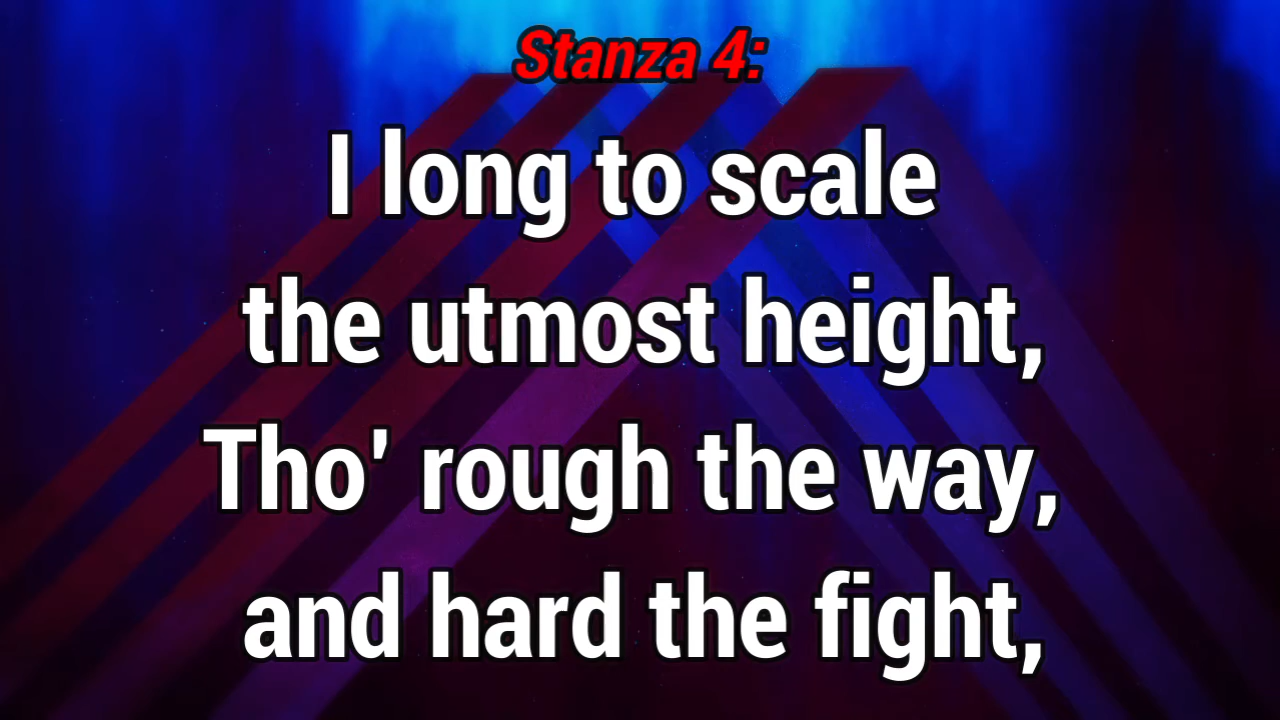 Stanza 4:
I long to scale
the utmost height,
Tho' rough the way,
and hard the fight,